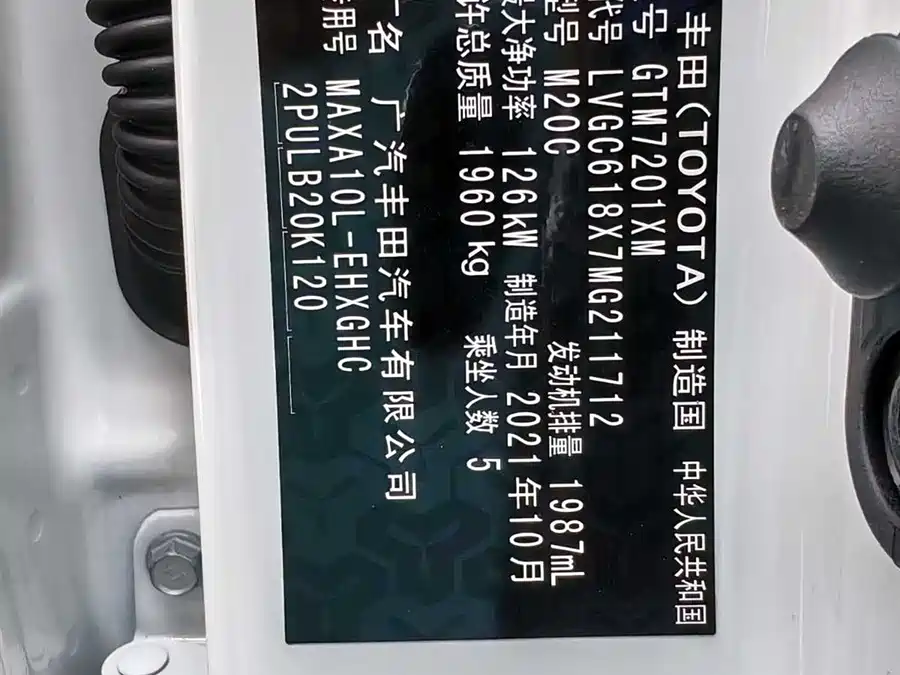 丰田(TOYOTA) 制造国 中华人民共和国
号 GTM7201XM
代号 LVGC618X7MG211712
型号 M20C 发动机排量 1987mL
最大净功率 126kW 制造年月 2021年10月
许总质量 1960kg 乘坐人数 5
名 广汽丰田汽车有限公司
用号 MAXA10L-EHXGHC
2PULB20K120